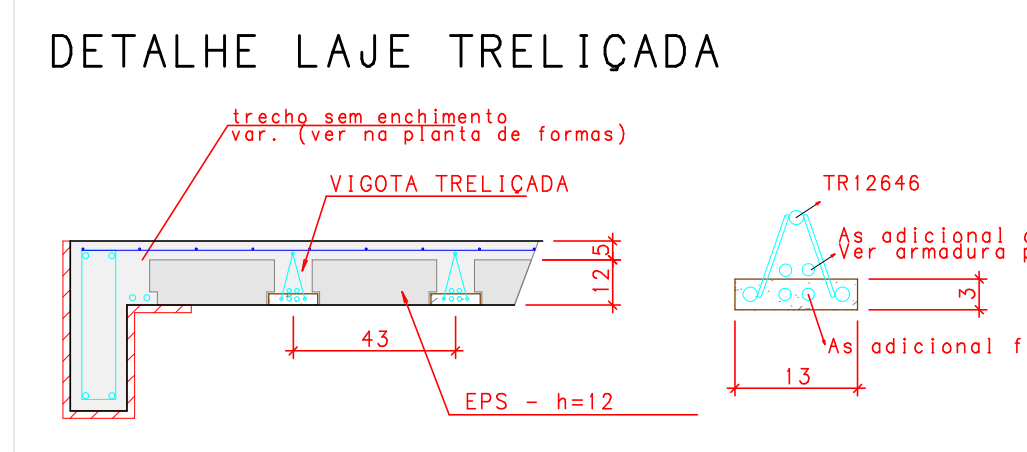 DETALHE LAJE TRELIÇADA
trecho sem enchimento
var. (ver na planta de formas)
VIGOTA TRELIÇADA
5
12
43
EPS - h=12
TR12646
As adicional
Ver armadura
3
As adicional f
13